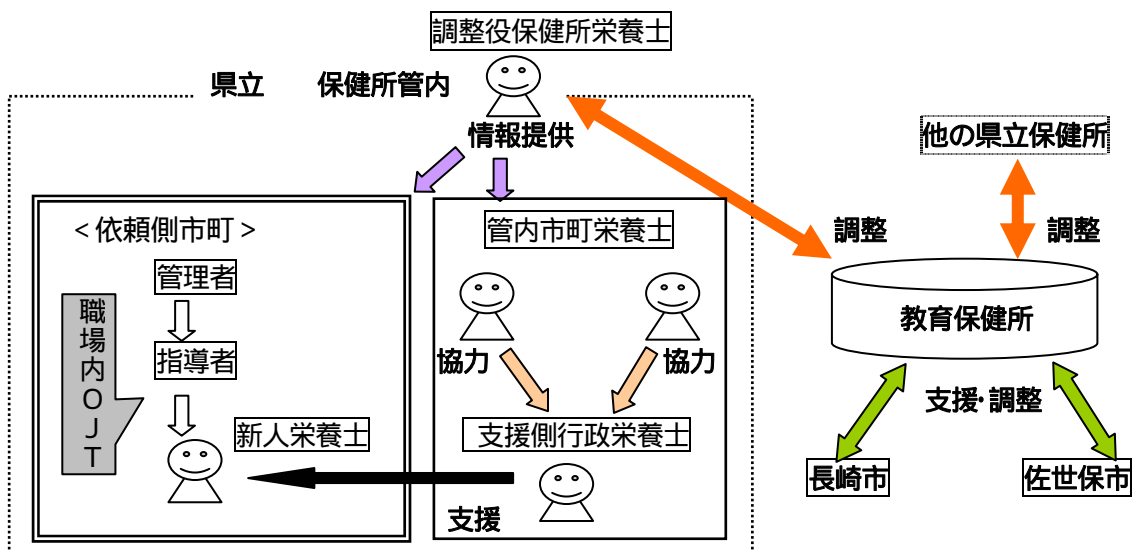 調整役保健所栄養士
県立　　保健所管内
情報提供
他の県立保健所
<依頼側市町>
管理者
指導者
職場内OJT
新人栄養士
管内市町栄養士
協力
協力
支援側行政栄養士
支援
調整
調整
教育保健所
支援・調整
長崎市
佐世保市